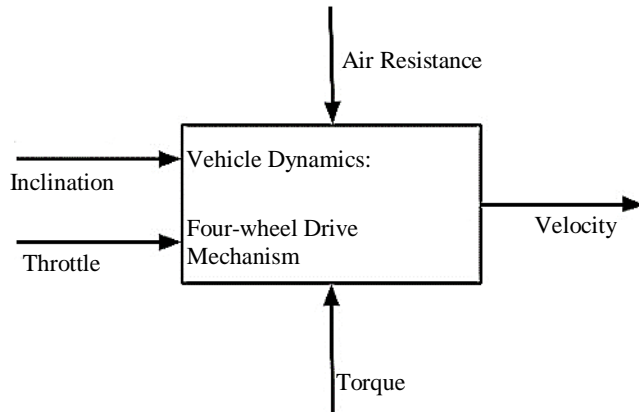 Air Resistance
Vehicle Dynamics:
Inclination
Four-wheel Drive
Mechanism
Velocity
Throttle
Torque